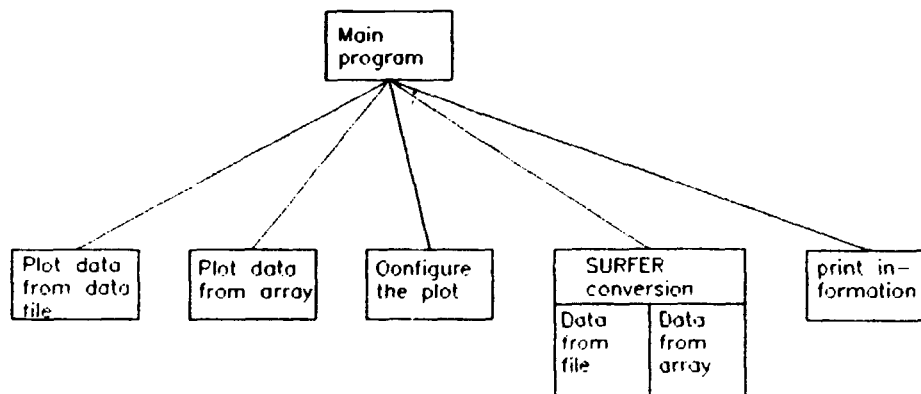 Main
program
Plot data
from data
file
Plot data
from array
Configure
the plot
SURFER
conversion
Data
from
file
Data
from
array
print in-
formation